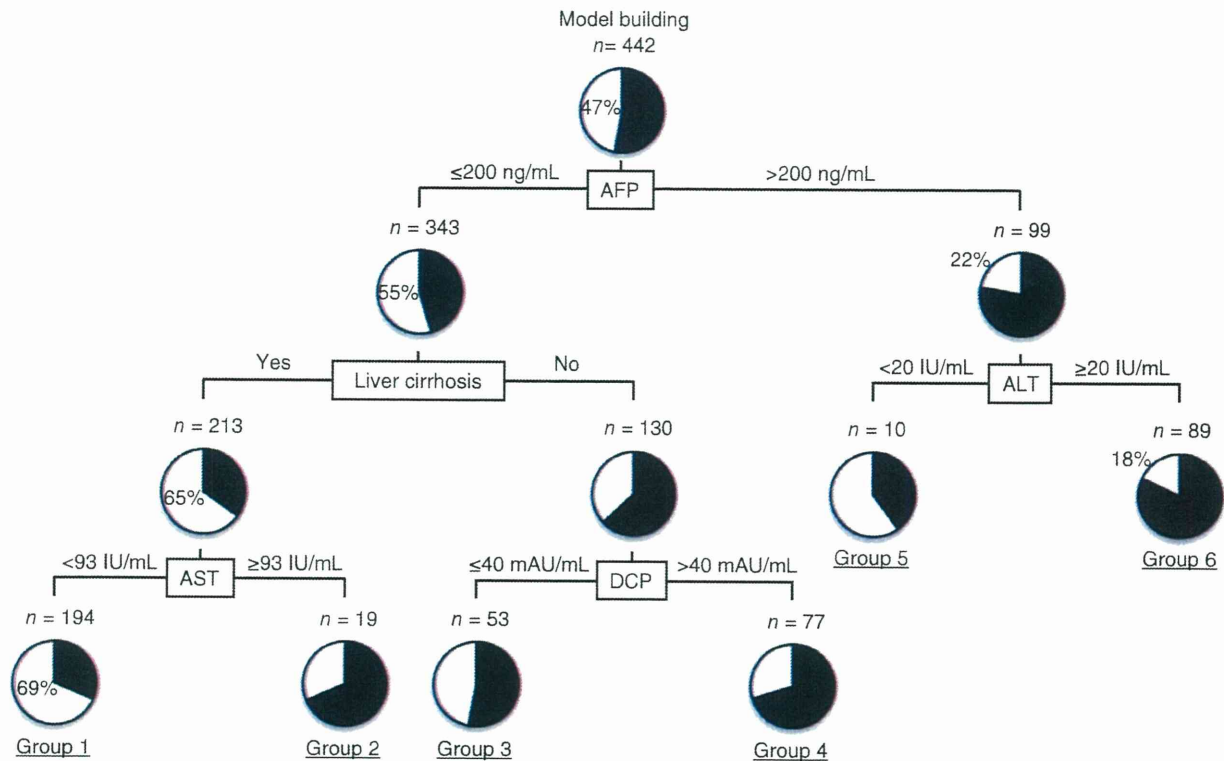 Model building
n= 442
47%
≤200 ng/mL
AFP
>200 ng/mL
n = 343
n = 99
55%
22%
Yes
Liver cirrhosis
No
<20 IU/mL
ALT
≥20 IU/mL
n = 213
n = 130
n = 10
n = 89
65%
18%
Group 5
Group 6
<93 IU/mL
AST
≥93 IU/mL
≤40 mAU/mL
DCP
>40 mAU/mL
n = 194
n = 19
n = 53
n = 77
69%
Group 1
Group 2
Group 3
Group 4